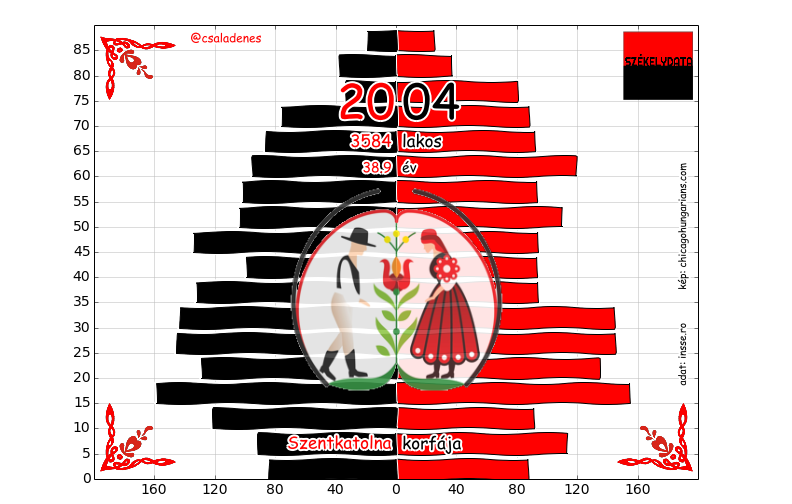 @csaladenes
SZÉKELYDATA
2004
3584 lakos
38.9 év
Szentkatolna korfája
kép: chicagohungarians.com
adat: insse.ro
85
80
75
70
65
60
55
50
45
40
35
30
25
20
15
10
5
0
160 120 80 40 0 40 80 120 160